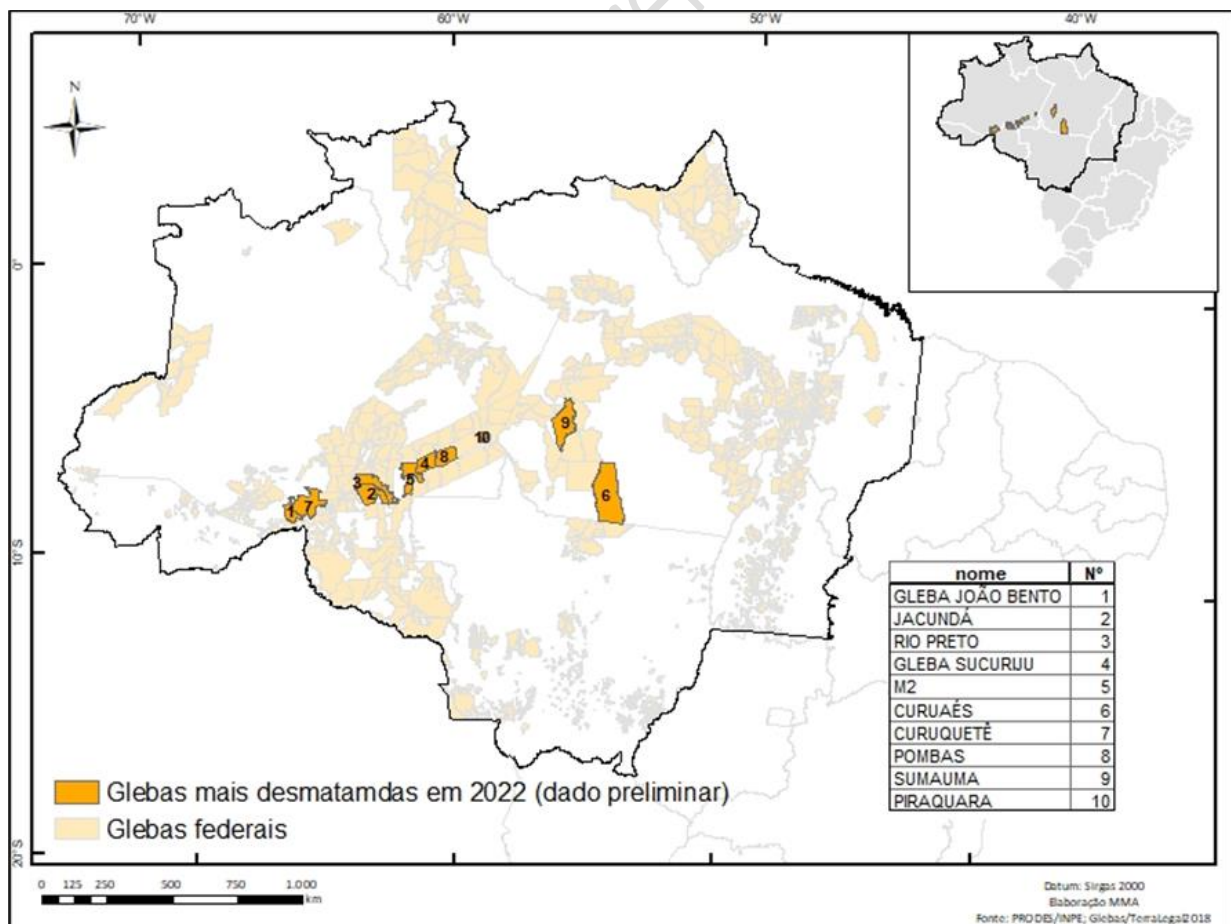 70°W 60°W 50°W 40°W
N
0°
10°S
20°S
9
10
8
4
5
3
2
6
7
1
nome Nº
GLEBA JOÃO BENTO 1
JACUNDÁ 2
RIO PRETO 3
GLEBA SUCURIJU 4
M2 5
CURUAÉS 6
CURUQUETÊ 7
POMBAS 8
SUMAUMA 9
PIRAQUARA 10
Glebas mais desmatamdas em 2022 (dado preliminar)
Glebas federais
0 125 250 500 750 1.000
km
Datum: Sirgas 2000
Elaboração MMA
Fonte: PRODES/INPE; Glebas/TerraLegal2018